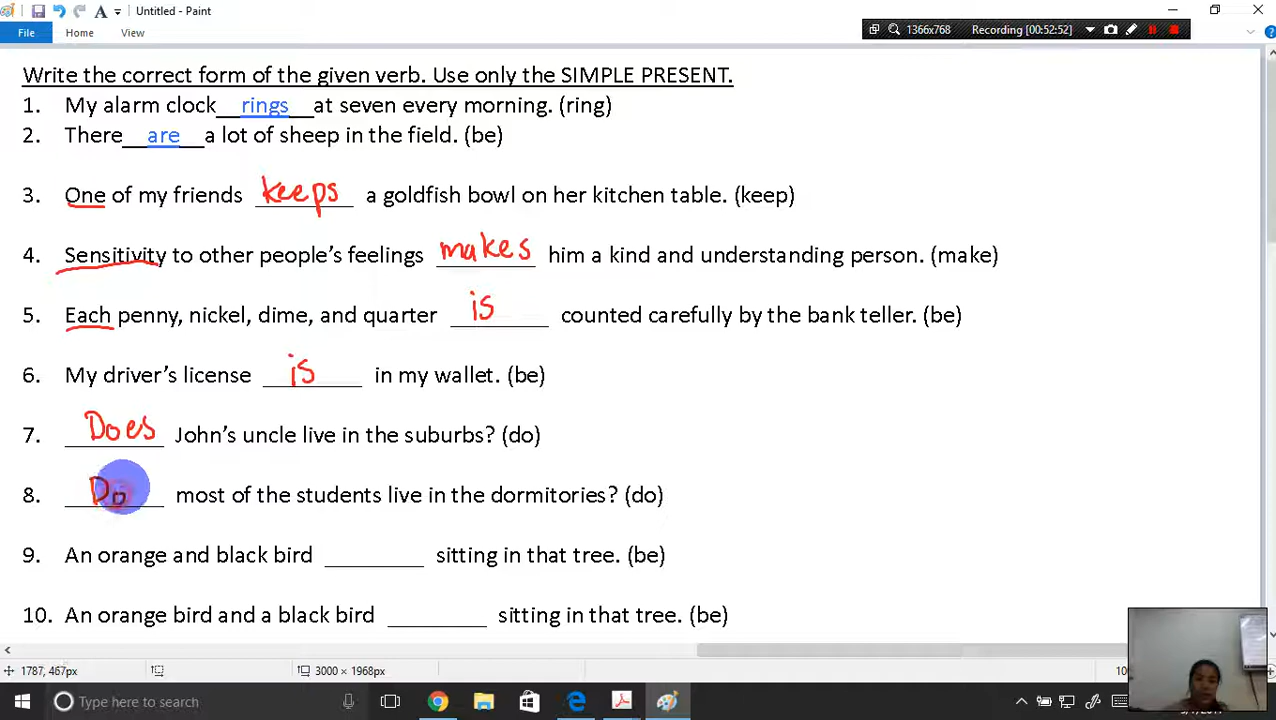 Untitled - Paint
File Home View
1366x768 Recording [00:52:52]
Write the correct form of the given verb. Use only the SIMPLE PRESENT.
1. My alarm clock__rings__at seven every morning. (ring)
2. There__are__a lot of sheep in the field. (be)
3. One of my friends keeps a goldfish bowl on her kitchen table. (keep)
4. Sensitivity to other people's feelings makes him a kind and understanding person. (make)
5. Each penny, nickel, dime, and quarter is counted carefully by the bank teller. (be)
6. My driver's license is in my wallet. (be)
7. Does John's uncle live in the suburbs? (do)
8. Do most of the students live in the dormitories? (do)
9. An orange and black bird ________ sitting in that tree. (be)
10. An orange bird and a black bird ________ sitting in that tree. (be)
1787, 467px 3000 × 1968px
Type here to search